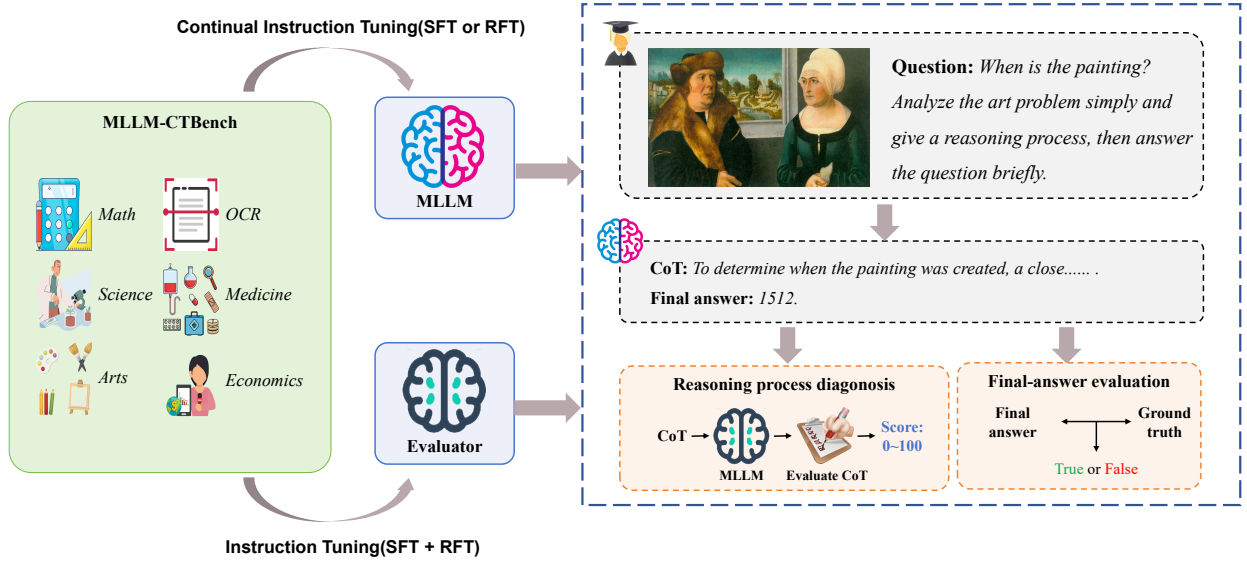 Continual Instruction Tuning(SFT or RFT)
MLLM-CTBench
Math
OCR
Science
Medicine
Arts
Economics
MLLM
Evaluator
Instruction Tuning(SFT + RFT)
Question: When is the painting?
Analyze the art problem simply and
give a reasoning process, then answer
the question briefly.
CoT: To determine when the painting was created, a close...... .
Final answer: 1512.
Reasoning process diagonosis
CoT
MLLM
Evaluate CoT
Score:
0~100
Final-answer evaluation
Final
answer
Ground
truth
True or False